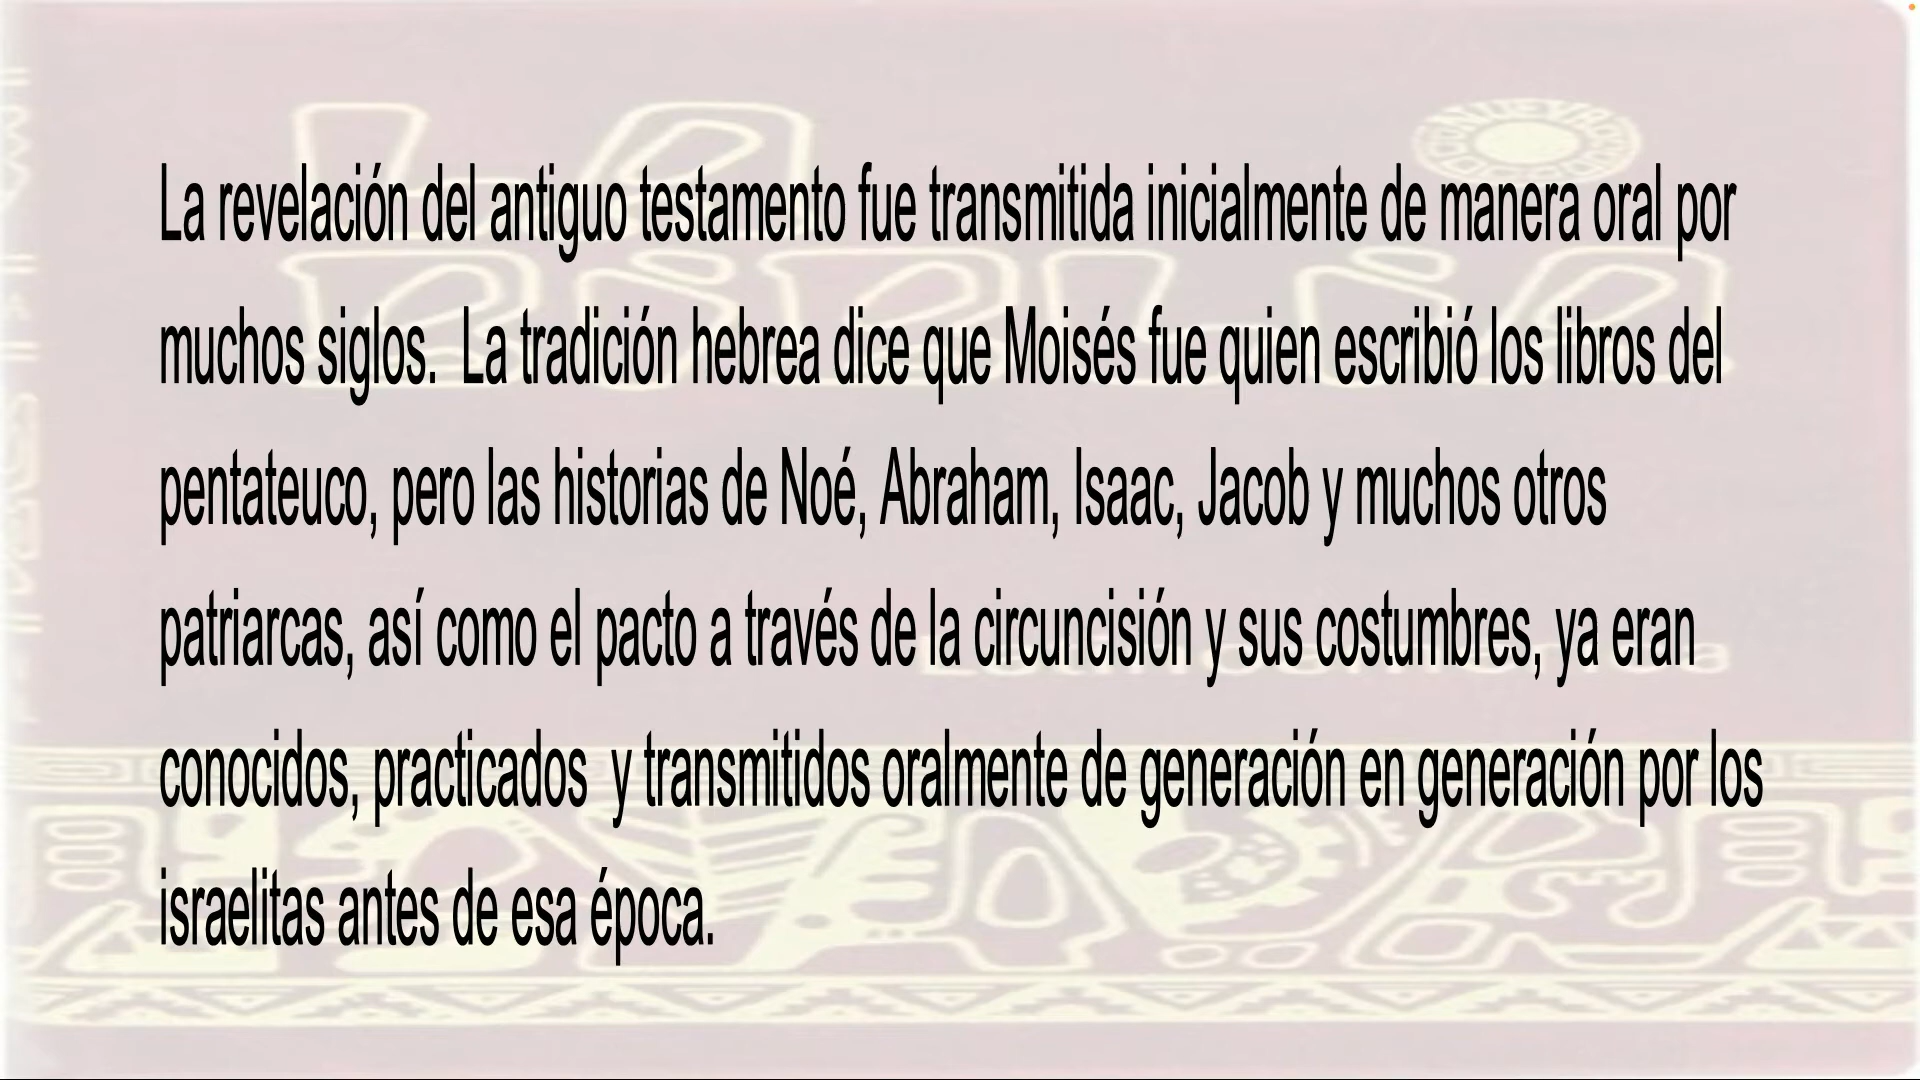 La revelación del antiguo testamento fue transmitida inicialmente de manera oral por
muchos siglos.  La tradición hebrea dice que Moisés fue quien escribió los libros del
pentateuco, pero las historias de Noé, Abraham, Isaac, Jacob y muchos otros
patriarcas, así como el pacto a través de la circuncisión y sus costumbres, ya eran
conocidos, practicados  y transmitidos oralmente de generación en generación por los
israelitas antes de esa época.